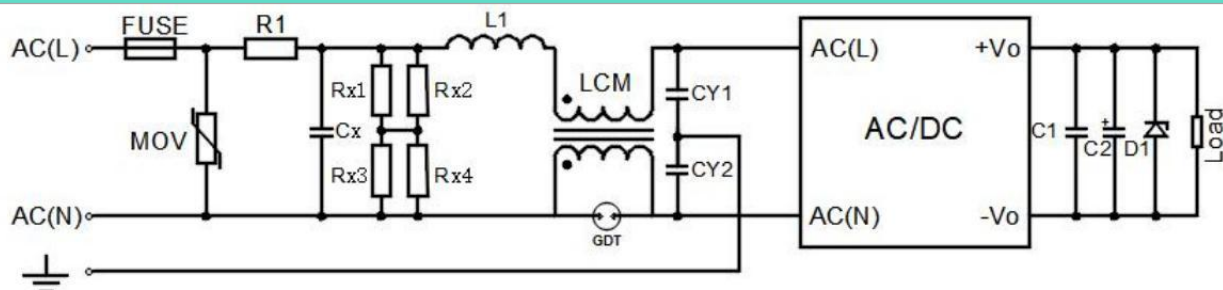 FUSE R1 L1
AC(L) AC(L) +Vo
Rx1 Rx2 LCM CY1
MOV Cx AC/DC C1 C2 D1 Load
Rx3 Rx4 CY2
AC(N) GDT AC(N) -Vo